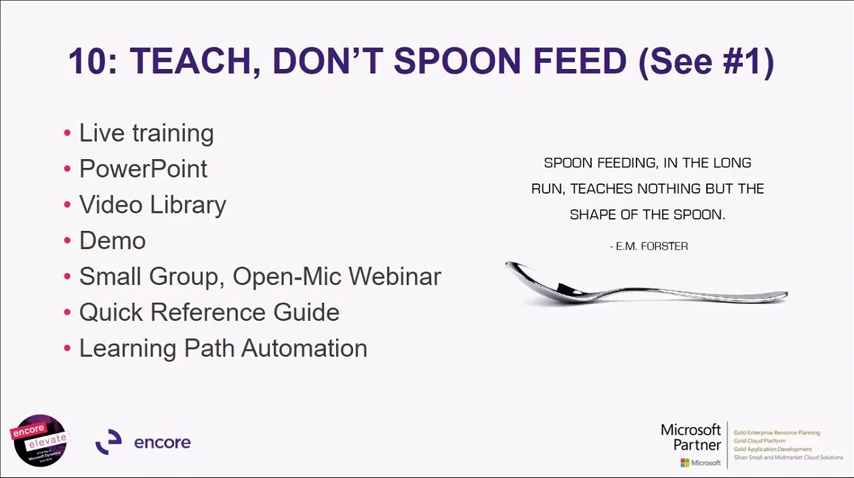 10: TEACH, DON'T SPOON FEED (See #1)
• Live training
• PowerPoint
• Video Library
• Demo
• Small Group, Open-Mic Webinar
• Quick Reference Guide
• Learning Path Automation
SPOON FEEDING, IN THE LONG
RUN, TEACHES NOTHING BUT THE
SHAPE OF THE SPOON.
- E.M. FORSTER
encore
elevate
Microsoft Dynamics
encore
Microsoft
Partner
Microsoft
Gold Enterprise Resource Planning
Gold Cloud Platform
Gold Application Development
Silver Small and Midmarket Cloud Solutions